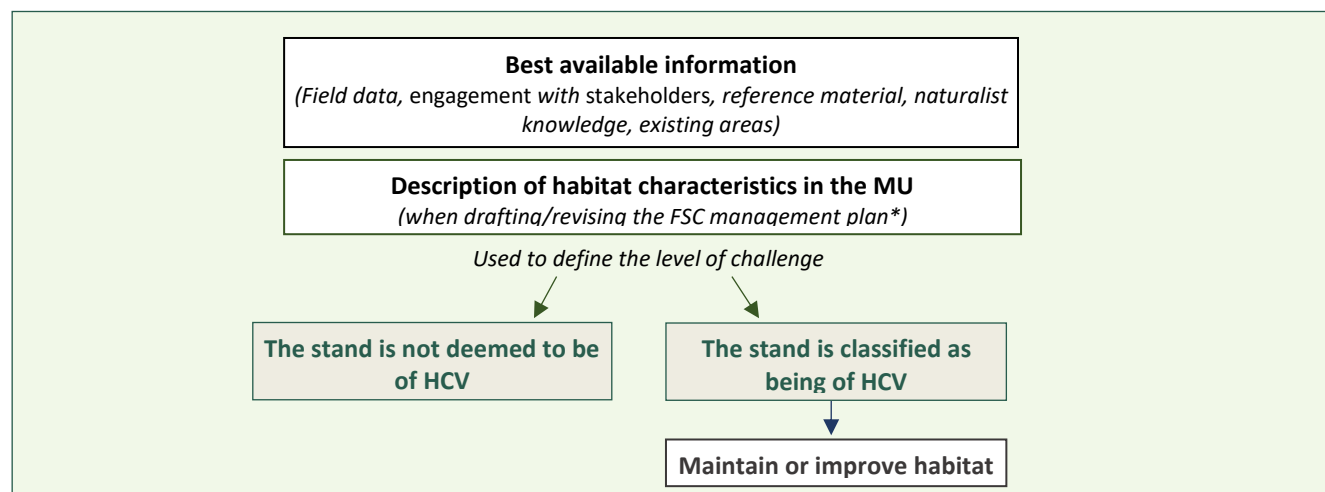 Best available information
(Field data, engagement with stakeholders, reference material, naturalist
knowledge, existing areas)
Description of habitat characteristics in the MU
(when drafting/revising the FSC management plan*)
Used to define the level of challenge
The stand is not deemed to be
of HCV
The stand is classified as
being of HCV
Maintain or improve habitat